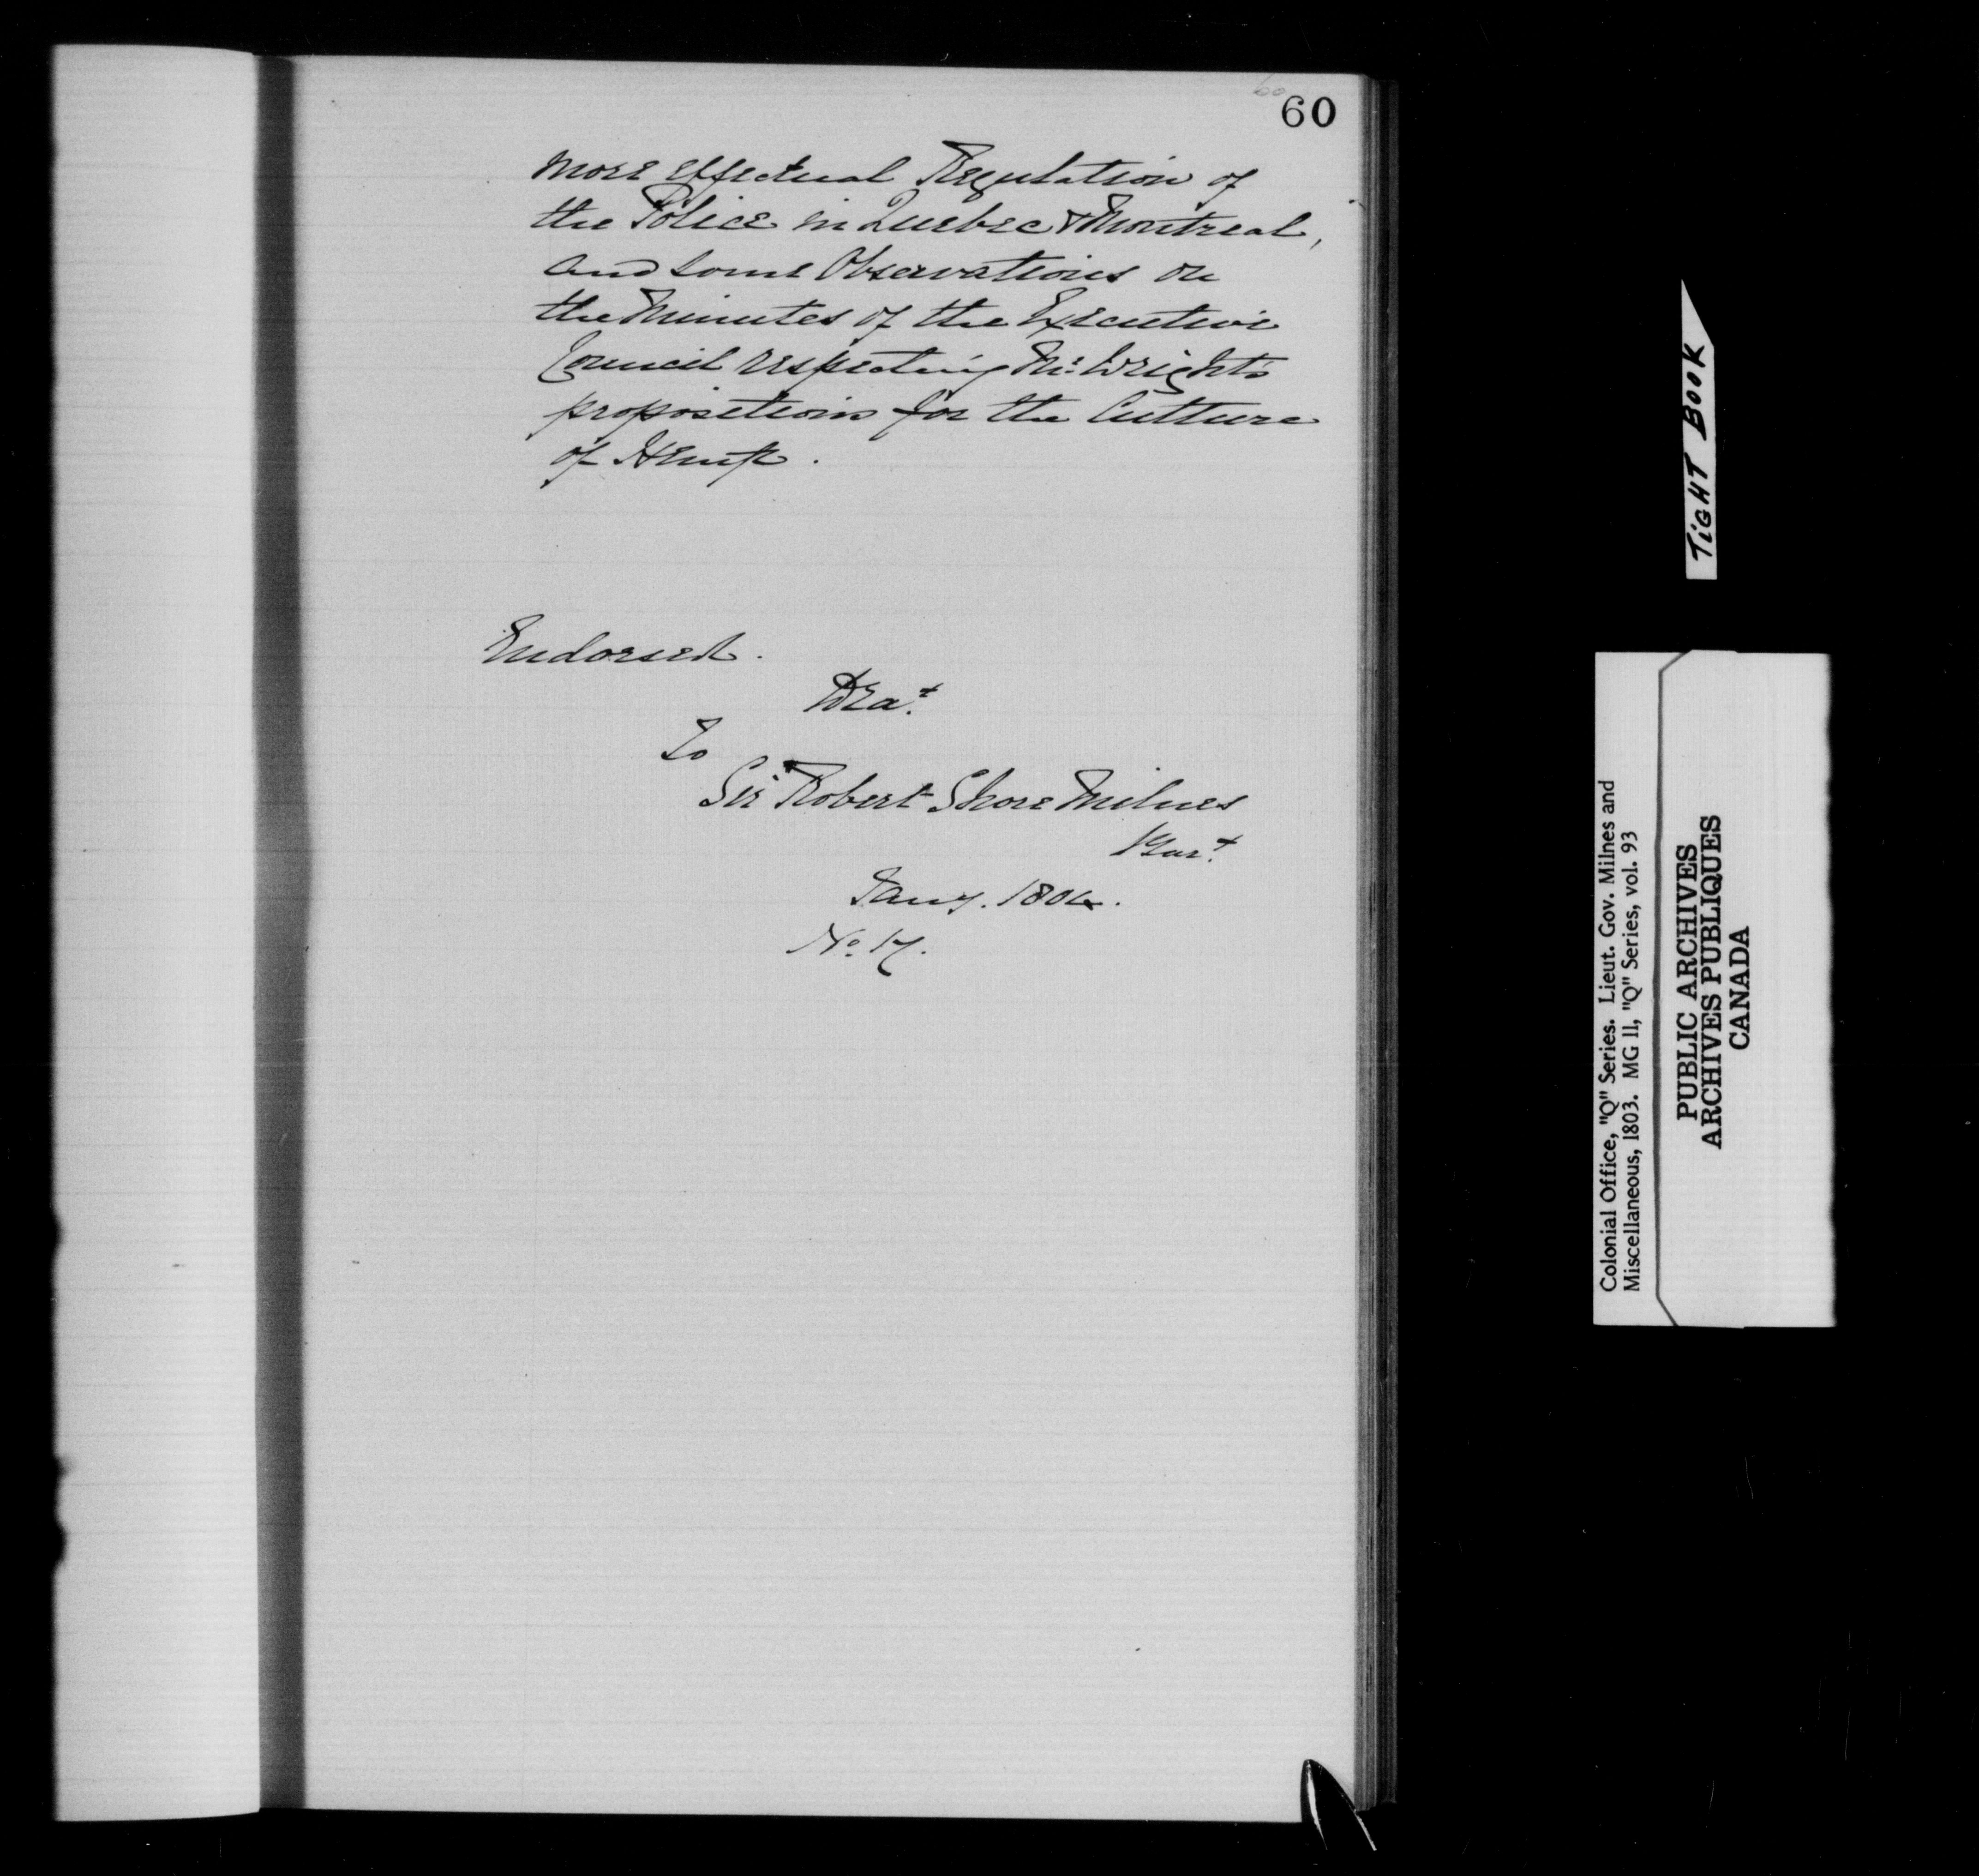 60
60
more effectual Regulation of
the Police in Quebec & Montreal,
and some Observations on
the Minutes of the Executive
Council respecting Mr. Wright's
propositions for the Culture
of Hemp.
Endorsed.
Dra.t
To
Sir Robert Shore Milnes
Bar.t
Jany. 1804.
No. 17.
TIGHT BOOK
Colonial Office, "Q" Series. Lieut. Gov. Milnes and
Miscellaneous, 1803. MG 11, "Q" Series, vol. 93
PUBLIC ARCHIVES
ARCHIVES PUBLIQUES
CANADA